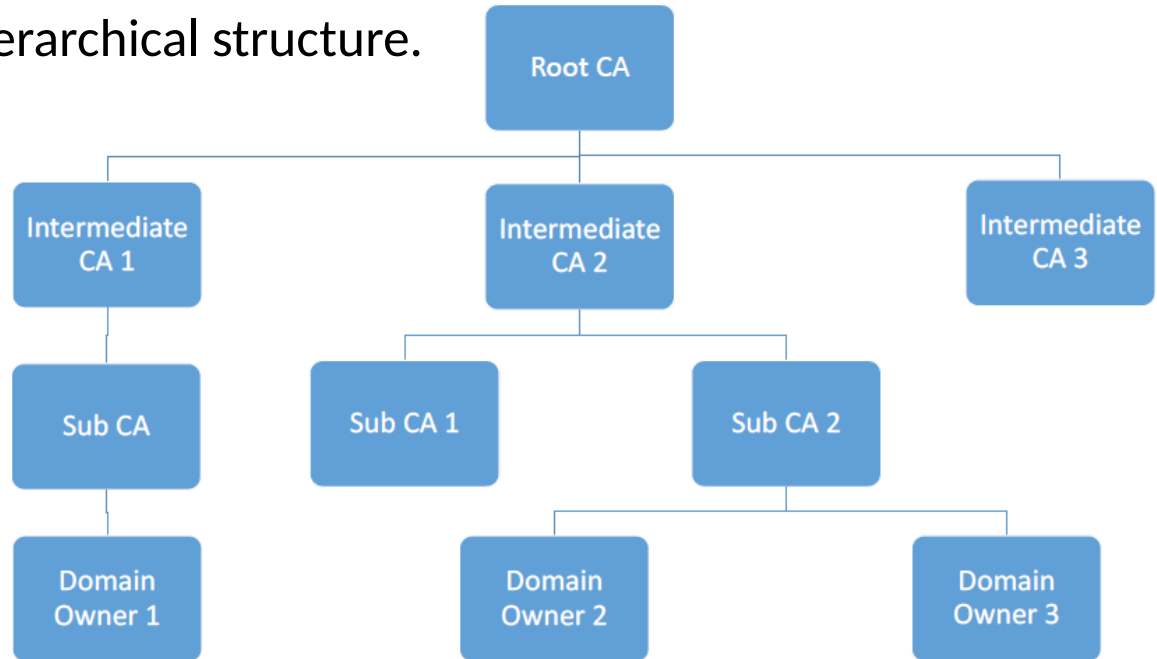 erarchical structure.
Root CA
Intermediate
CA 1
Intermediate
CA 2
Intermediate
CA 3
Sub CA
Sub CA 1
Sub CA 2
Domain
Owner 1
Domain
Owner 2
Domain
Owner 3